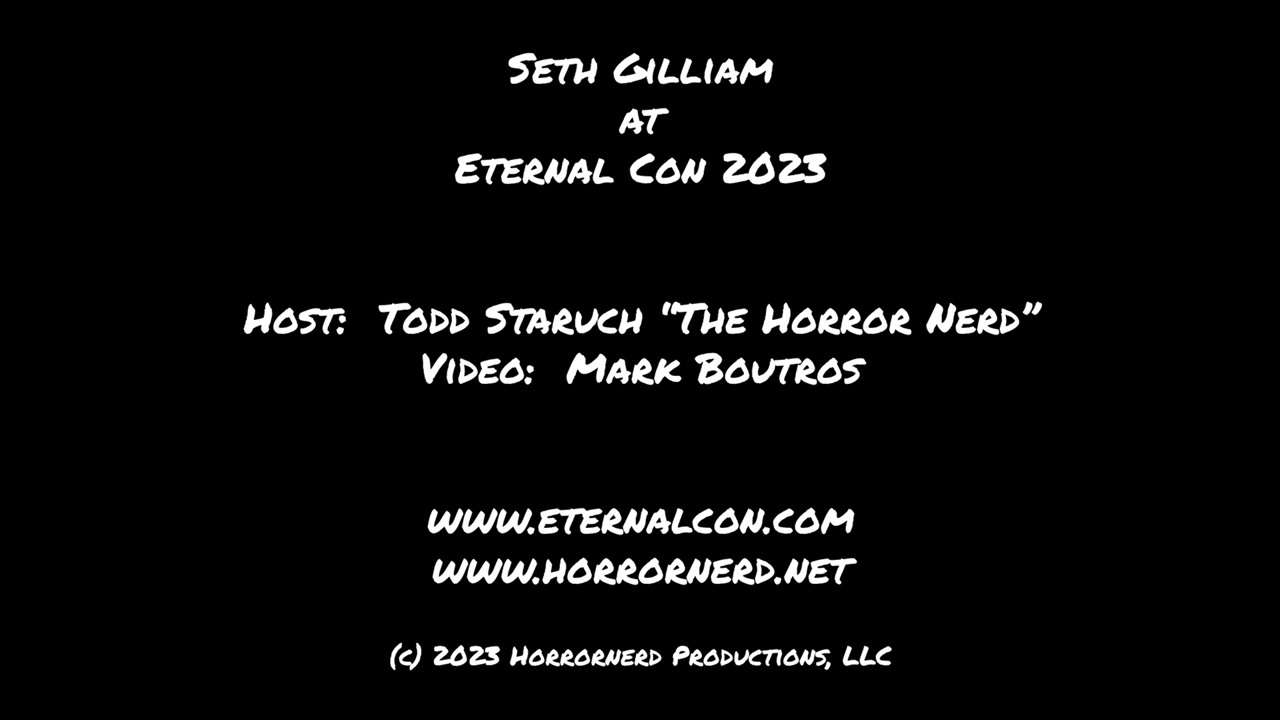 Seth Gilliam
at
Eternal Con 2023
Host: Todd Staruch “The Horror Nerd”
Video: Mark Boutros
www.eternalcon.com
www.horrornerd.net
(c) 2023 Horrornerd Productions, LLC